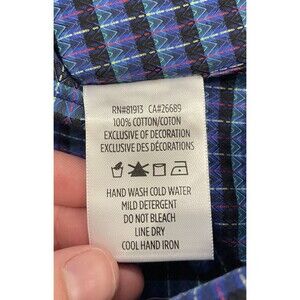 RN#81913 CA#26689
100% COTTON/COTON
EXCLUSIVE OF DECORATION
EXCLUSIVE DES DÉCORATIONS
HAND WASH COLD WATER
MILD DETERGENT
DO NOT BLEACH
LINE DRY
COOL HAND IRON